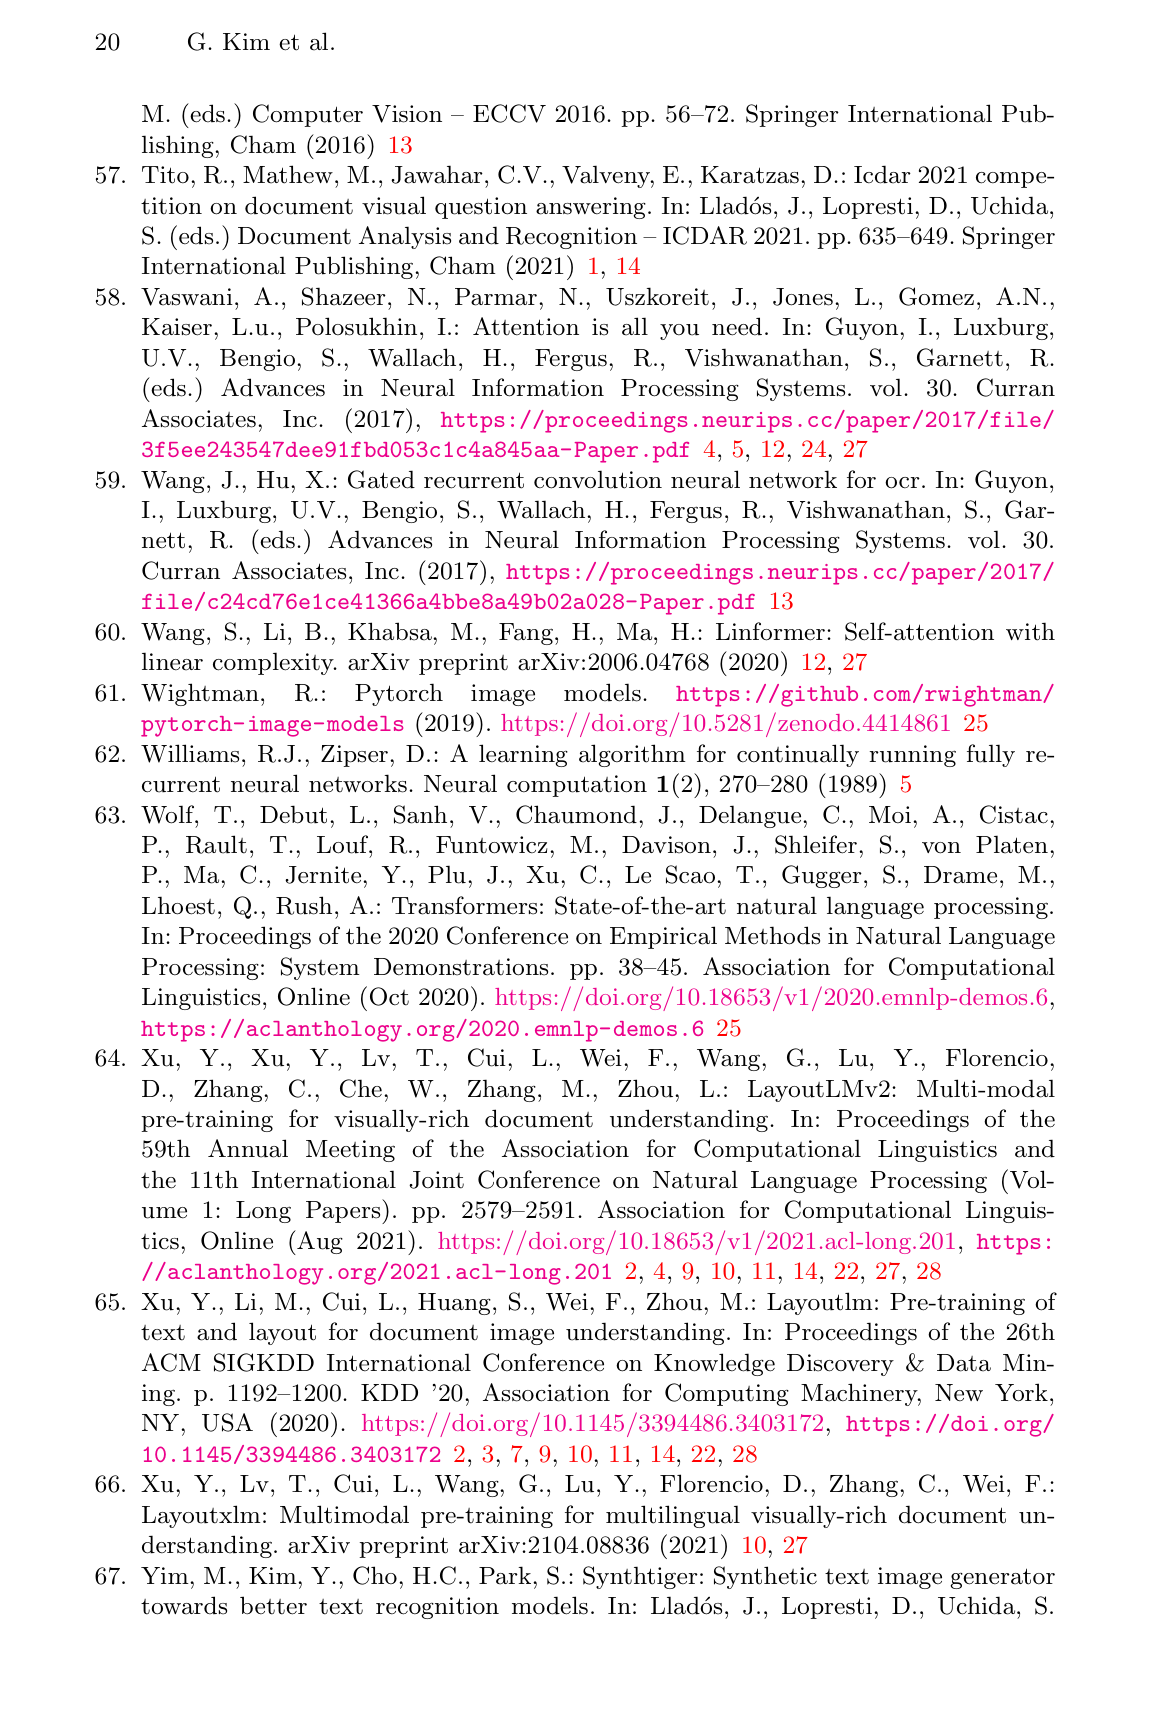 20 G. Kim et al.
M. (eds.) Computer Vision – ECCV 2016. pp. 56–72. Springer International Pub-
lishing, Cham (2016) 13
57. Tito, R., Mathew, M., Jawahar, C.V., Valveny, E., Karatzas, D.: Icdar 2021 compe-
tition on document visual question answering. In: Lladós, J., Lopresti, D., Uchida,
S. (eds.) Document Analysis and Recognition – ICDAR 2021. pp. 635–649. Springer
International Publishing, Cham (2021) 1, 14
58. Vaswani, A., Shazeer, N., Parmar, N., Uszkoreit, J., Jones, L., Gomez, A.N.,
Kaiser, L.u., Polosukhin, I.: Attention is all you need. In: Guyon, I., Luxburg,
U.V., Bengio, S., Wallach, H., Fergus, R., Vishwanathan, S., Garnett, R.
(eds.) Advances in Neural Information Processing Systems. vol. 30. Curran
Associates, Inc. (2017), https://proceedings.neurips.cc/paper/2017/file/
3f5ee243547dee91fbd053c1c4a845aa-Paper.pdf 4, 5, 12, 24, 27
59. Wang, J., Hu, X.: Gated recurrent convolution neural network for ocr. In: Guyon,
I., Luxburg, U.V., Bengio, S., Wallach, H., Fergus, R., Vishwanathan, S., Gar-
nett, R. (eds.) Advances in Neural Information Processing Systems. vol. 30.
Curran Associates, Inc. (2017), https://proceedings.neurips.cc/paper/2017/
file/c24cd76e1ce41366a4bbe8a49b02a028-Paper.pdf 13
60. Wang, S., Li, B., Khabsa, M., Fang, H., Ma, H.: Linformer: Self-attention with
linear complexity. arXiv preprint arXiv:2006.04768 (2020) 12, 27
61. Wightman, R.: Pytorch image models. https://github.com/rwightman/
pytorch-image-models (2019). https://doi.org/10.5281/zenodo.4414861 25
62. Williams, R.J., Zipser, D.: A learning algorithm for continually running fully re-
current neural networks. Neural computation 1(2), 270–280 (1989) 5
63. Wolf, T., Debut, L., Sanh, V., Chaumond, J., Delangue, C., Moi, A., Cistac,
P., Rault, T., Louf, R., Funtowicz, M., Davison, J., Shleifer, S., von Platen,
P., Ma, C., Jernite, Y., Plu, J., Xu, C., Le Scao, T., Gugger, S., Drame, M.,
Lhoest, Q., Rush, A.: Transformers: State-of-the-art natural language processing.
In: Proceedings of the 2020 Conference on Empirical Methods in Natural Language
Processing: System Demonstrations. pp. 38–45. Association for Computational
Linguistics, Online (Oct 2020). https://doi.org/10.18653/v1/2020.emnlp-demos.6,
https://aclanthology.org/2020.emnlp-demos.6 25
64. Xu, Y., Xu, Y., Lv, T., Cui, L., Wei, F., Wang, G., Lu, Y., Florencio,
D., Zhang, C., Che, W., Zhang, M., Zhou, L.: LayoutLMv2: Multi-modal
pre-training for visually-rich document understanding. In: Proceedings of the
59th Annual Meeting of the Association for Computational Linguistics and
the 11th International Joint Conference on Natural Language Processing (Vol-
ume 1: Long Papers). pp. 2579–2591. Association for Computational Linguis-
tics, Online (Aug 2021). https://doi.org/10.18653/v1/2021.acl-long.201, https:
//aclanthology.org/2021.acl-long.201 2, 4, 9, 10, 11, 14, 22, 27, 28
65. Xu, Y., Li, M., Cui, L., Huang, S., Wei, F., Zhou, M.: Layoutlm: Pre-training of
text and layout for document image understanding. In: Proceedings of the 26th
ACM SIGKDD International Conference on Knowledge Discovery & Data Min-
ing. p. 1192–1200. KDD ’20, Association for Computing Machinery, New York,
NY, USA (2020). https://doi.org/10.1145/3394486.3403172, https://doi.org/
10.1145/3394486.3403172 2, 3, 7, 9, 10, 11, 14, 22, 28
66. Xu, Y., Lv, T., Cui, L., Wang, G., Lu, Y., Florencio, D., Zhang, C., Wei, F.:
Layoutxlm: Multimodal pre-training for multilingual visually-rich document un-
derstanding. arXiv preprint arXiv:2104.08836 (2021) 10, 27
67. Yim, M., Kim, Y., Cho, H.C., Park, S.: Synthtiger: Synthetic text image generator
towards better text recognition models. In: Lladós, J., Lopresti, D., Uchida, S.